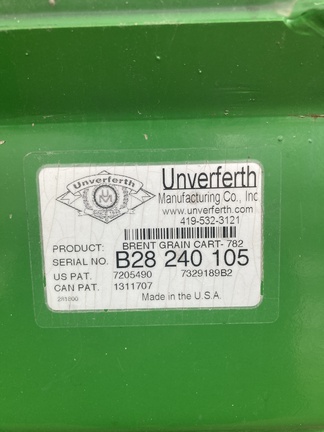 Unverferth
Unverferth
Manufacturing Co., Inc
www.unverferth.com
419-532-3121
PRODUCT: BRENT GRAIN CART- 782
SERIAL NO. B28 240 105
US PAT. 7205490 7329189B2
CAN PAT. 1311707
Made in the U.S.A.